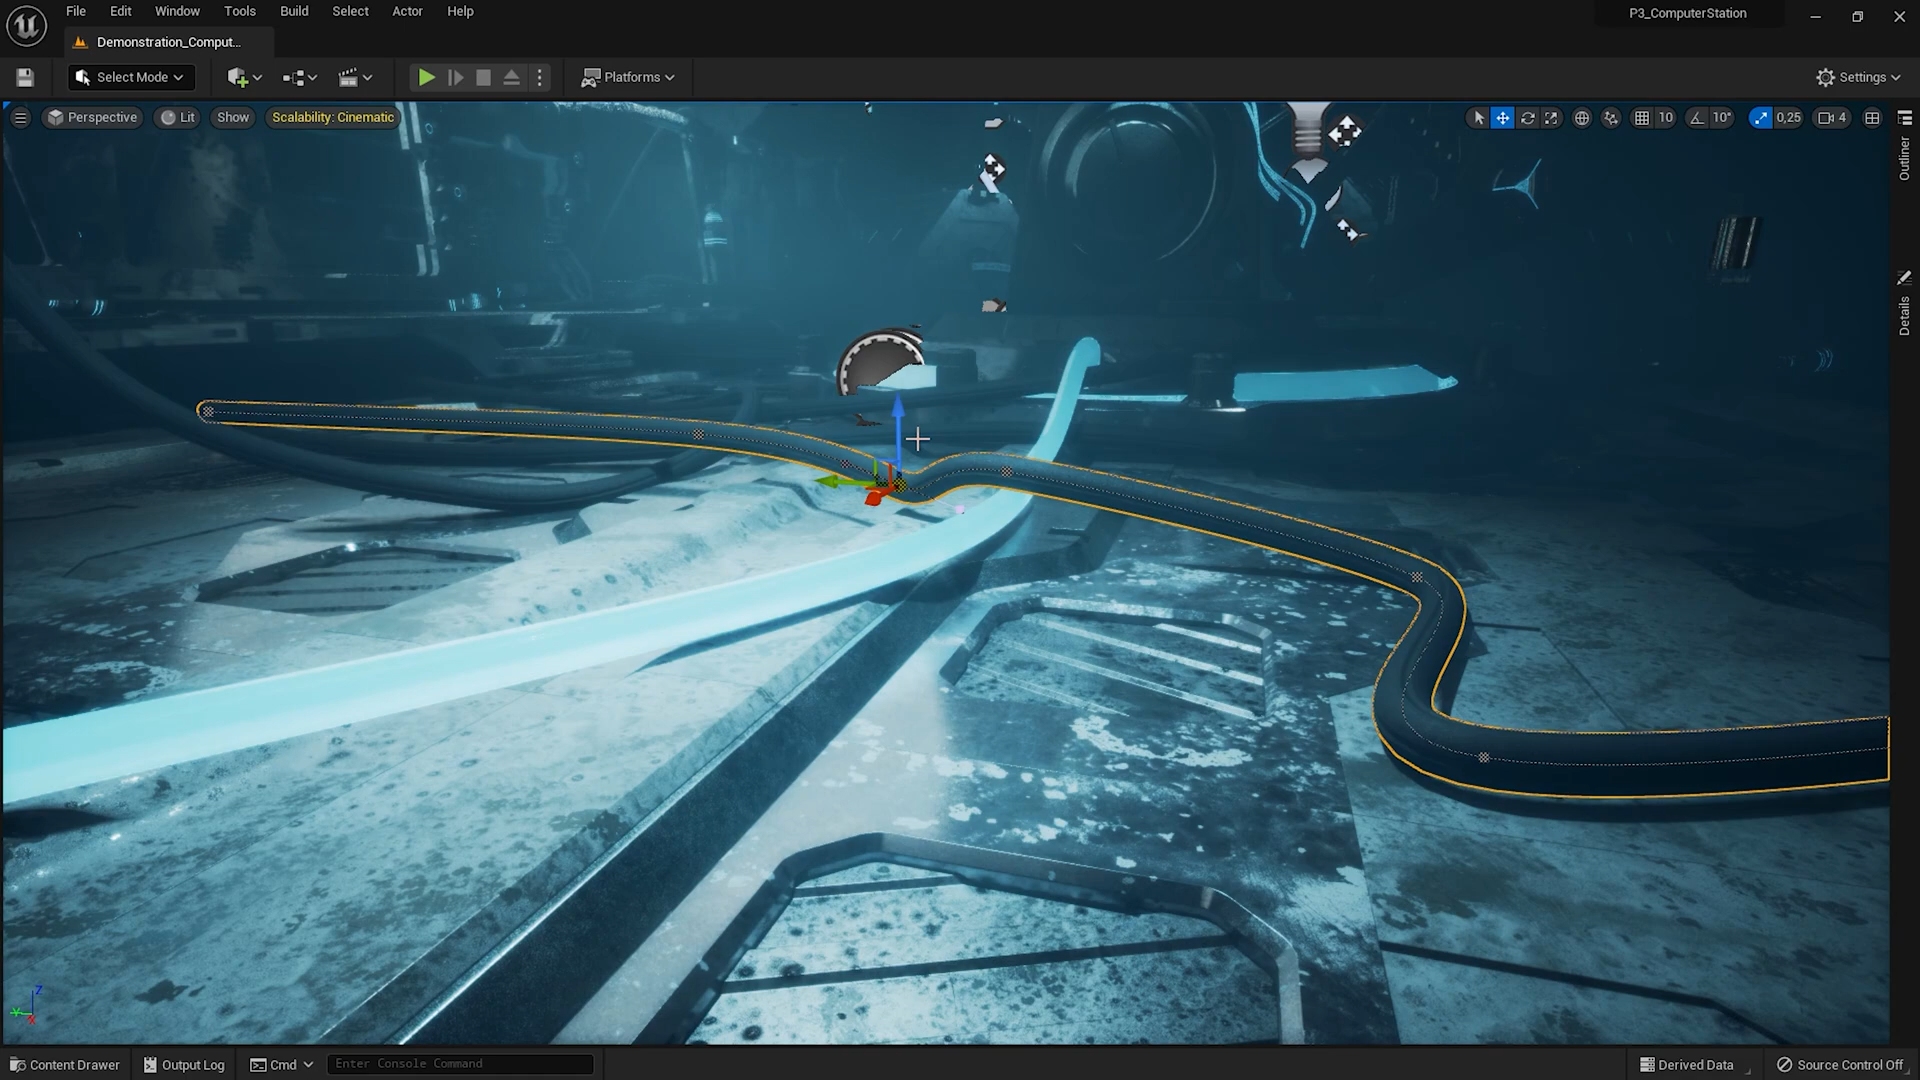 File Edit Window Tools Build Select Actor Help
P3_ComputerStation
Demonstration_Comput...
Select Mode
Platforms
Settings
Perspective Lit Show Scalability: Cinematic
10 10° 0,25 4
Outliner
Details
Z
Y
X
Content Drawer Output Log Cmd Enter Console Command
Derived Data Source Control Off